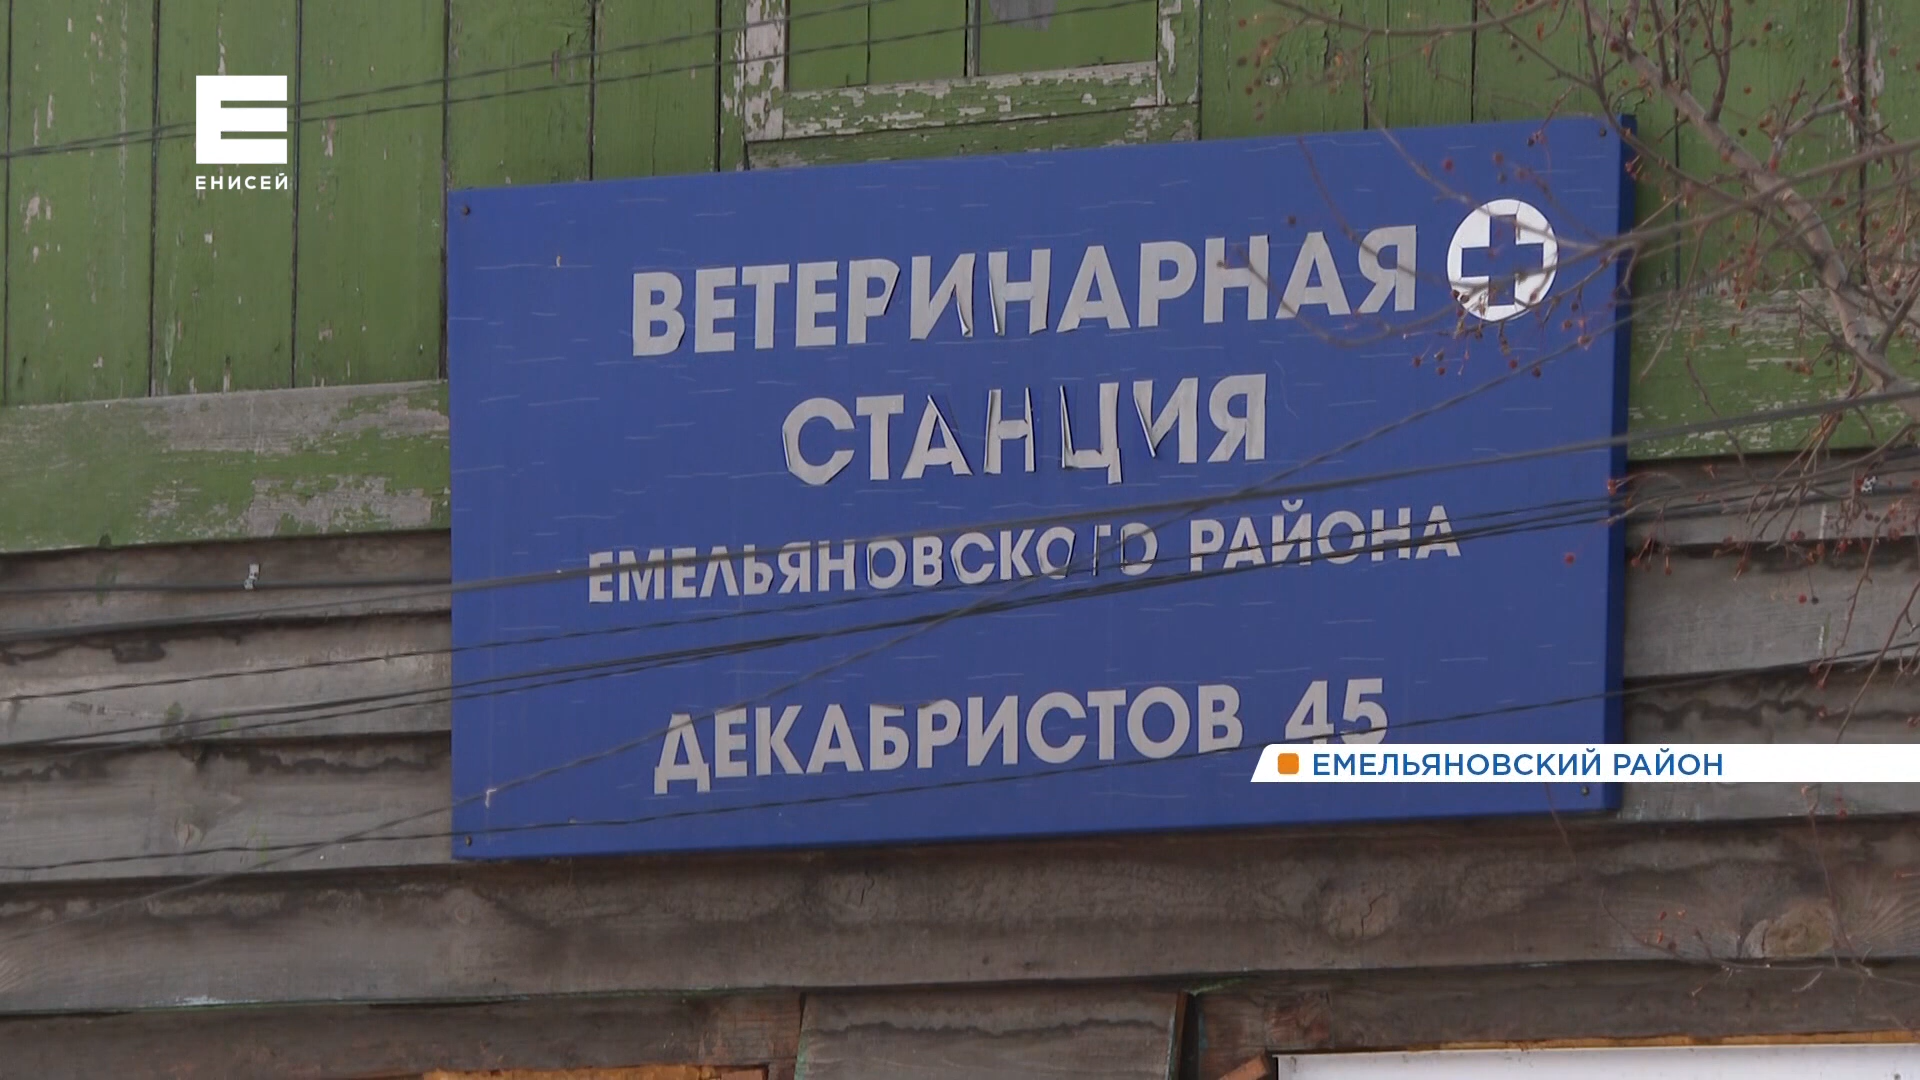 Е
ЕНИСЕЙ
ВЕТЕРИНАРНАЯ
СТАНЦИЯ
ЕМЕЛЬЯНОВСКОГО РАЙОНА
ДЕКАБРИСТОВ 45
ЕМЕЛЬЯНОВСКИЙ РАЙОН